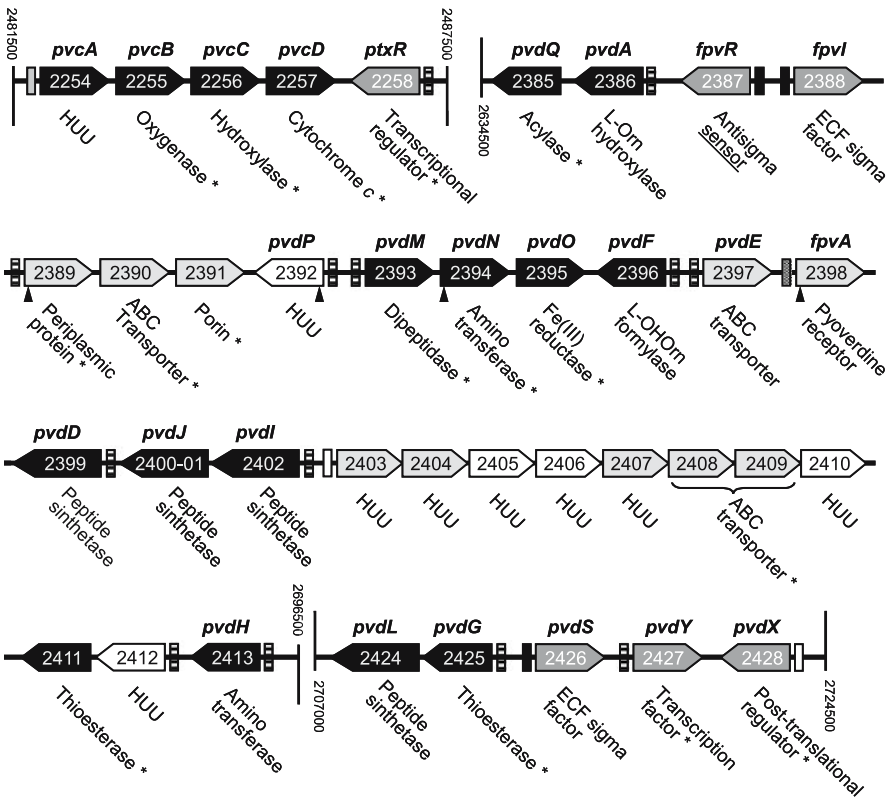 2481500
pvcA pvcB pvcC pvcD ptxR
2254 2255 2256 2257 2258
HUU
Oxygenase *
Hydroxylase *
Cytochrome c *
Transcriptional
regulator *
2487500
2634500
pvdQ pvdA fpvR fpvI
2385 2386 2387 2388
Acylase *
L-Orn
hydroxylase
Antisigma
sensor
ECF sigma
factor
pvdP pvdM pvdN pvdO pvdF pvdE fpvA
2389 2390 2391 2392 2393 2394 2395 2396 2397 2398
Periplasmic
protein *
ABC
Transporter *
Porin *
HUU
Dipeptidase *
Amino
transferase *
Fe(III)
reductase *
L-OHOrn
formylase
ABC
transporter
Pyoverdine
receptor
pvdD pvdJ pvdI
2399 2400-01 2402 2403 2404 2405 2406 2407 2408 2409 2410
Peptide
sinthetase
Peptide
sinthetase
Peptide
sinthetase
HUU
HUU
HUU
HUU
HUU
ABC
transporter *
HUU
pvdH
2411 2412 2413
Thioesterase *
HUU
Amino
transferase
2696500
2707000
pvdL pvdG pvdS pvdY pvdX
2424 2425 2426 2427 2428
Peptide
sinthetase
Thioesterase *
ECF sigma
factor
Transcription
factor *
Post-translational
regulator *
2724500